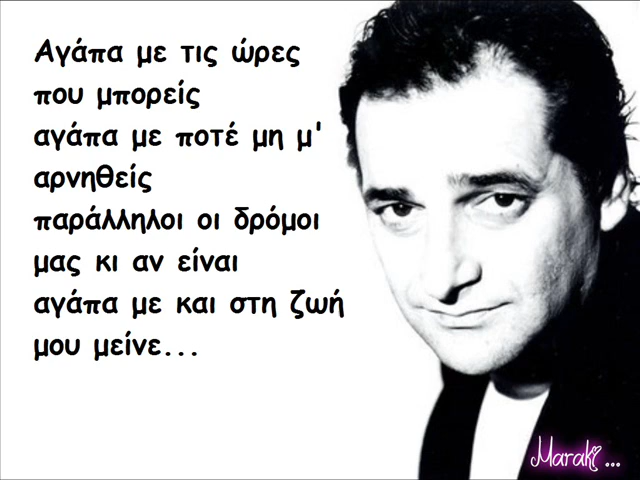 Αγάπα με τις ώρες
που μπορείς
αγάπα με ποτέ μη μ'
αρνηθείς
παράλληλοι οι δρόμοι
μας κι αν είναι
αγάπα με και στη ζωή
μου μείνε...
Maraki...